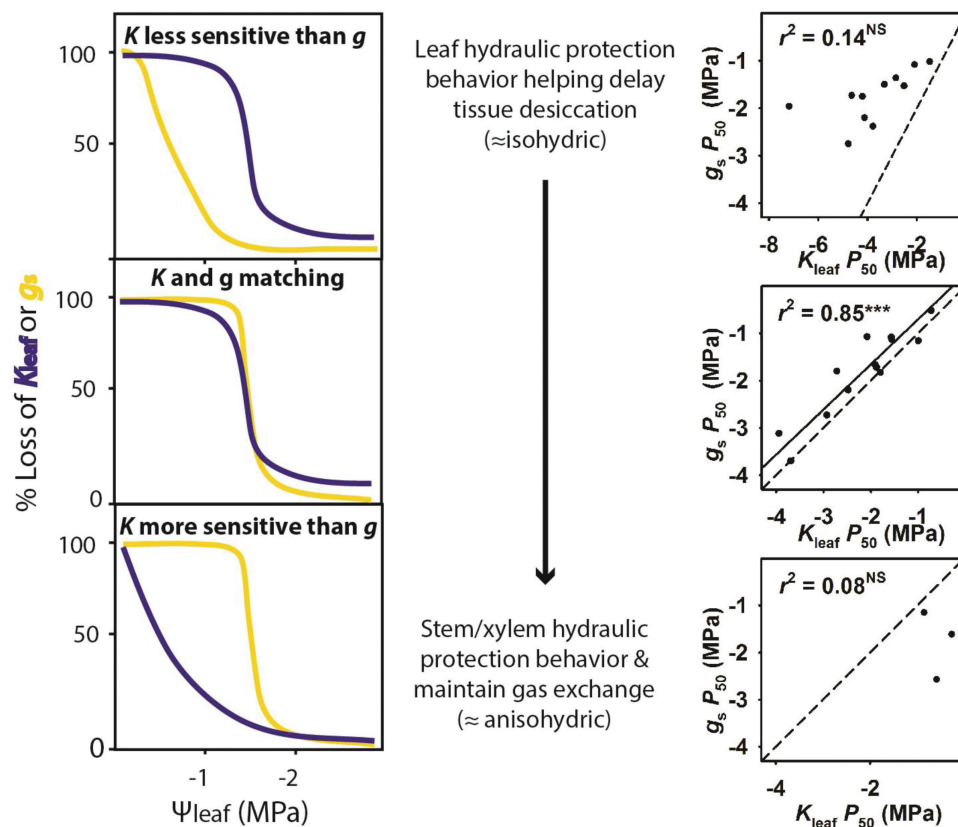 K less sensitive than g
100
50
K and g matching
100
50
0
K more sensitive than g
100
50
0
-1
-2
Ψleaf (MPa)
% Loss of Kleaf or gs
Leaf hydraulic protection
behavior helping delay
tissue desiccation
(≈isohydric)
Stem/xylem hydraulic
protection behavior &
maintain gas exchange
(≈ anisohydric)
r² = 0.14NS
-1
-2
-3
-4
gs P50 (MPa)
-8 -6 -4 -2
Kleaf P50 (MPa)
r² = 0.85***
-1
-2
-3
-4
gs P50 (MPa)
-4 -3 -2 -1
Kleaf P50 (MPa)
r² = 0.08NS
-1
-2
-3
-4
gs P50 (MPa)
-4 -2
Kleaf P50 (MPa)